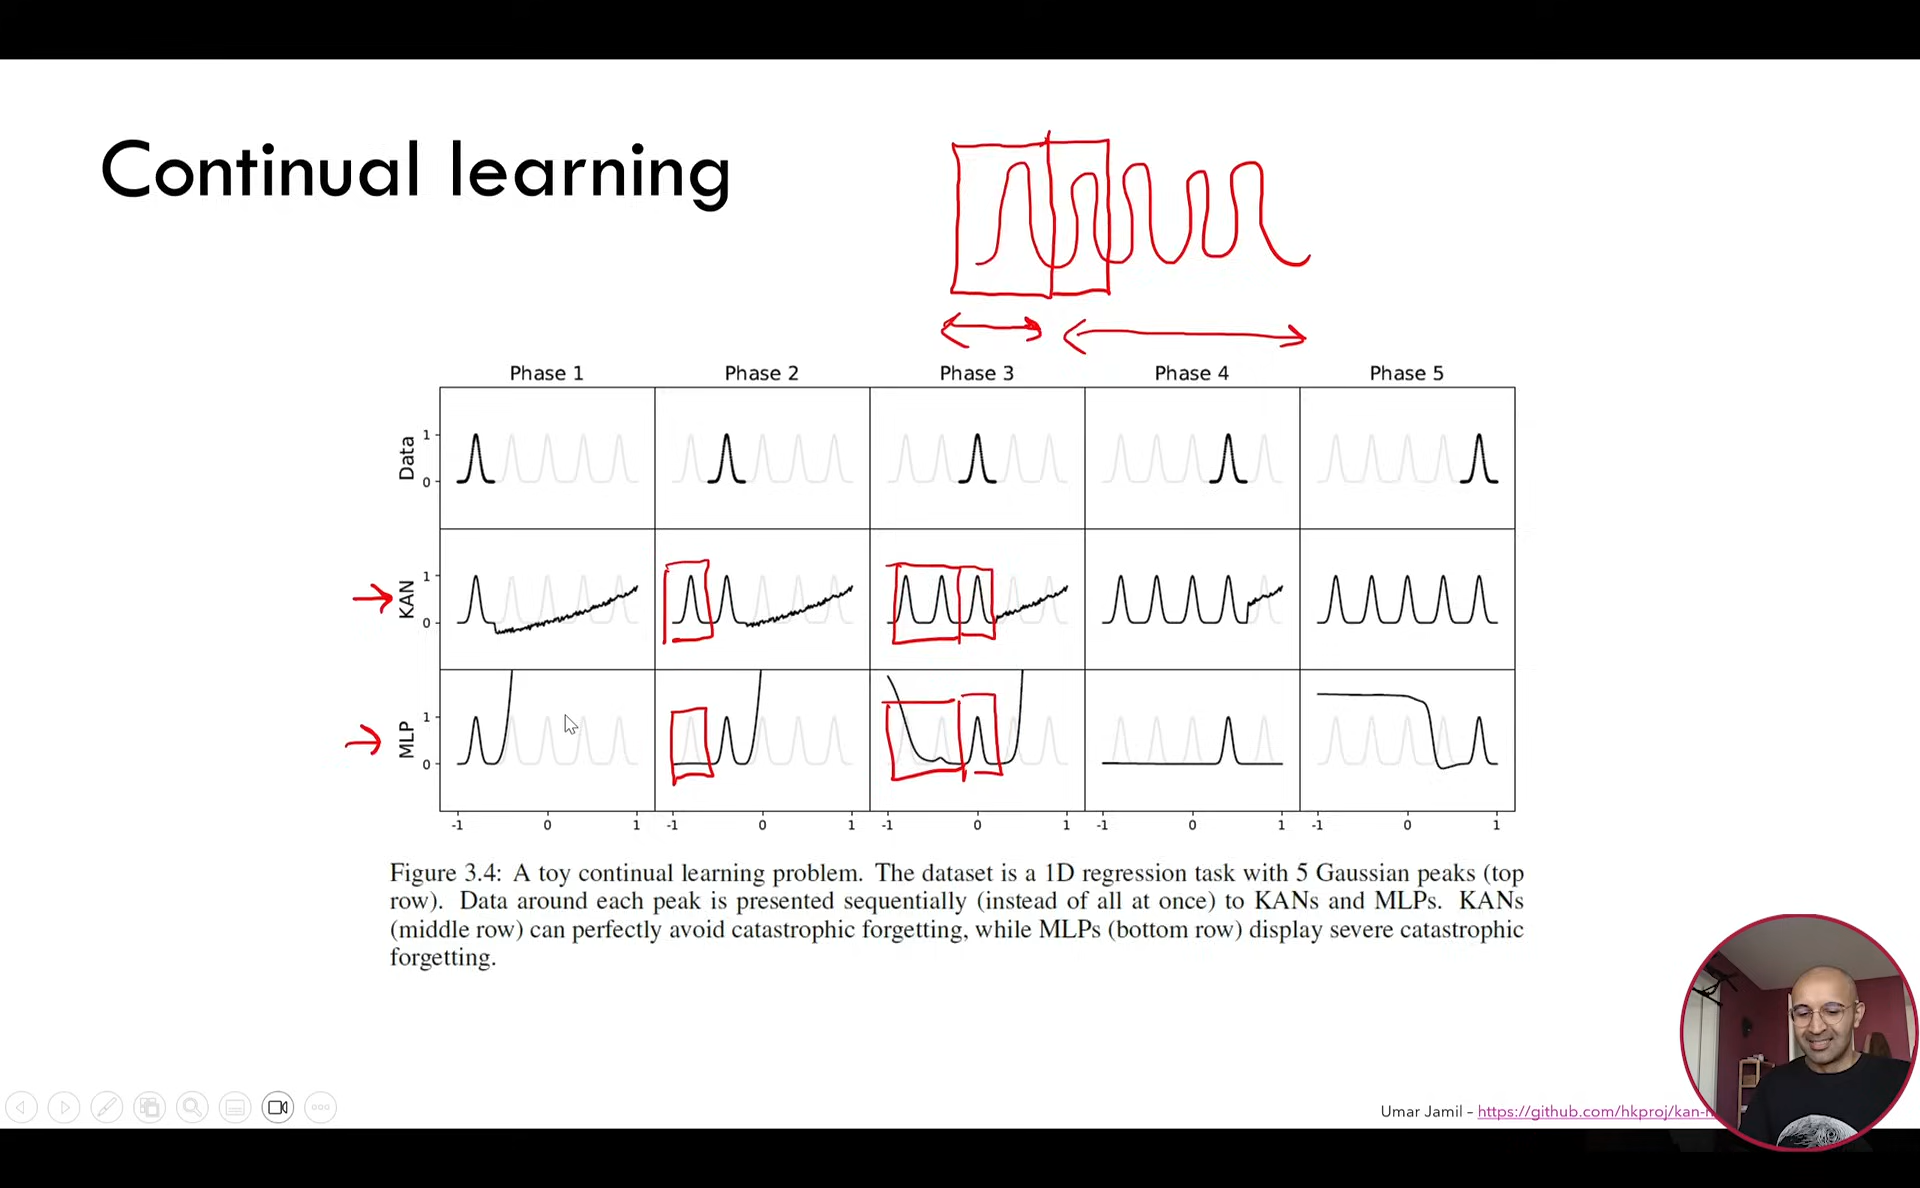 Continual learning
Phase 1 Phase 2 Phase 3 Phase 4 Phase 5
Data
1
0
KAN
1
0
MLP
1
0
-1 0 1 -1 0 1 -1 0 1 -1 0 1 -1 0 1
Figure 3.4: A toy continual learning problem. The dataset is a 1D regression task with 5 Gaussian peaks (top
row). Data around each peak is presented sequentially (instead of all at once) to KANs and MLPs. KANs
(middle row) can perfectly avoid catastrophic forgetting, while MLPs (bottom row) display severe catastrophic
forgetting.
Umar Jamil – https://github.com/hkproj/kan-